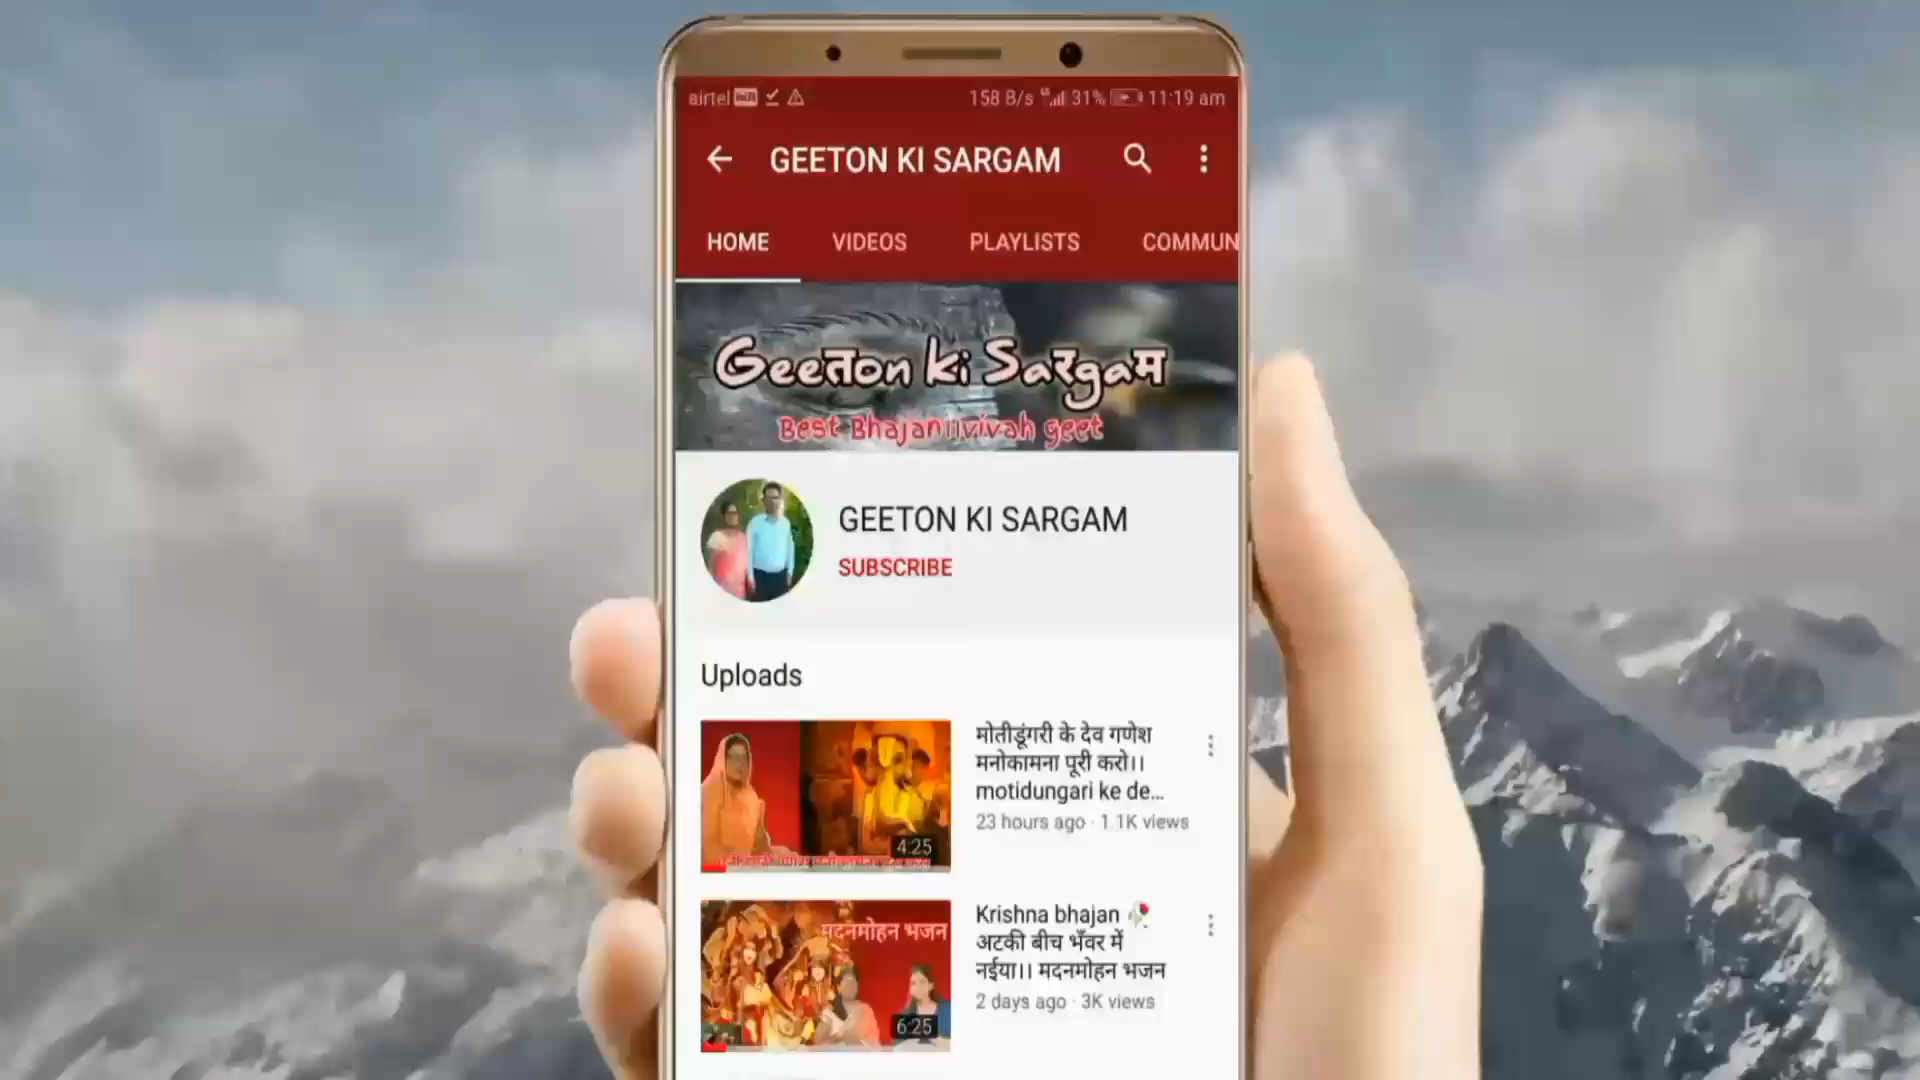 airtel
158 B/s 31% 11:19 am
GEETON KI SARGAM
HOME VIDEOS PLAYLISTS COMMUN
Geeतon ki Saरgaम
Best Bhajan।।vivah geet
GEETON KI SARGAM
SUBSCRIBE
Uploads
मोतीडूंगरी के देव गणेश
मनोकामना पूरी करो।।
motidungari ke de...
23 hours ago · 1.1K views
4:25
मदनमोहन भजन
Krishna bhajan 🥀
अटकी बीच भँवर में
नईया।। मदनमोहन भजन
2 days ago · 3K views
6:25